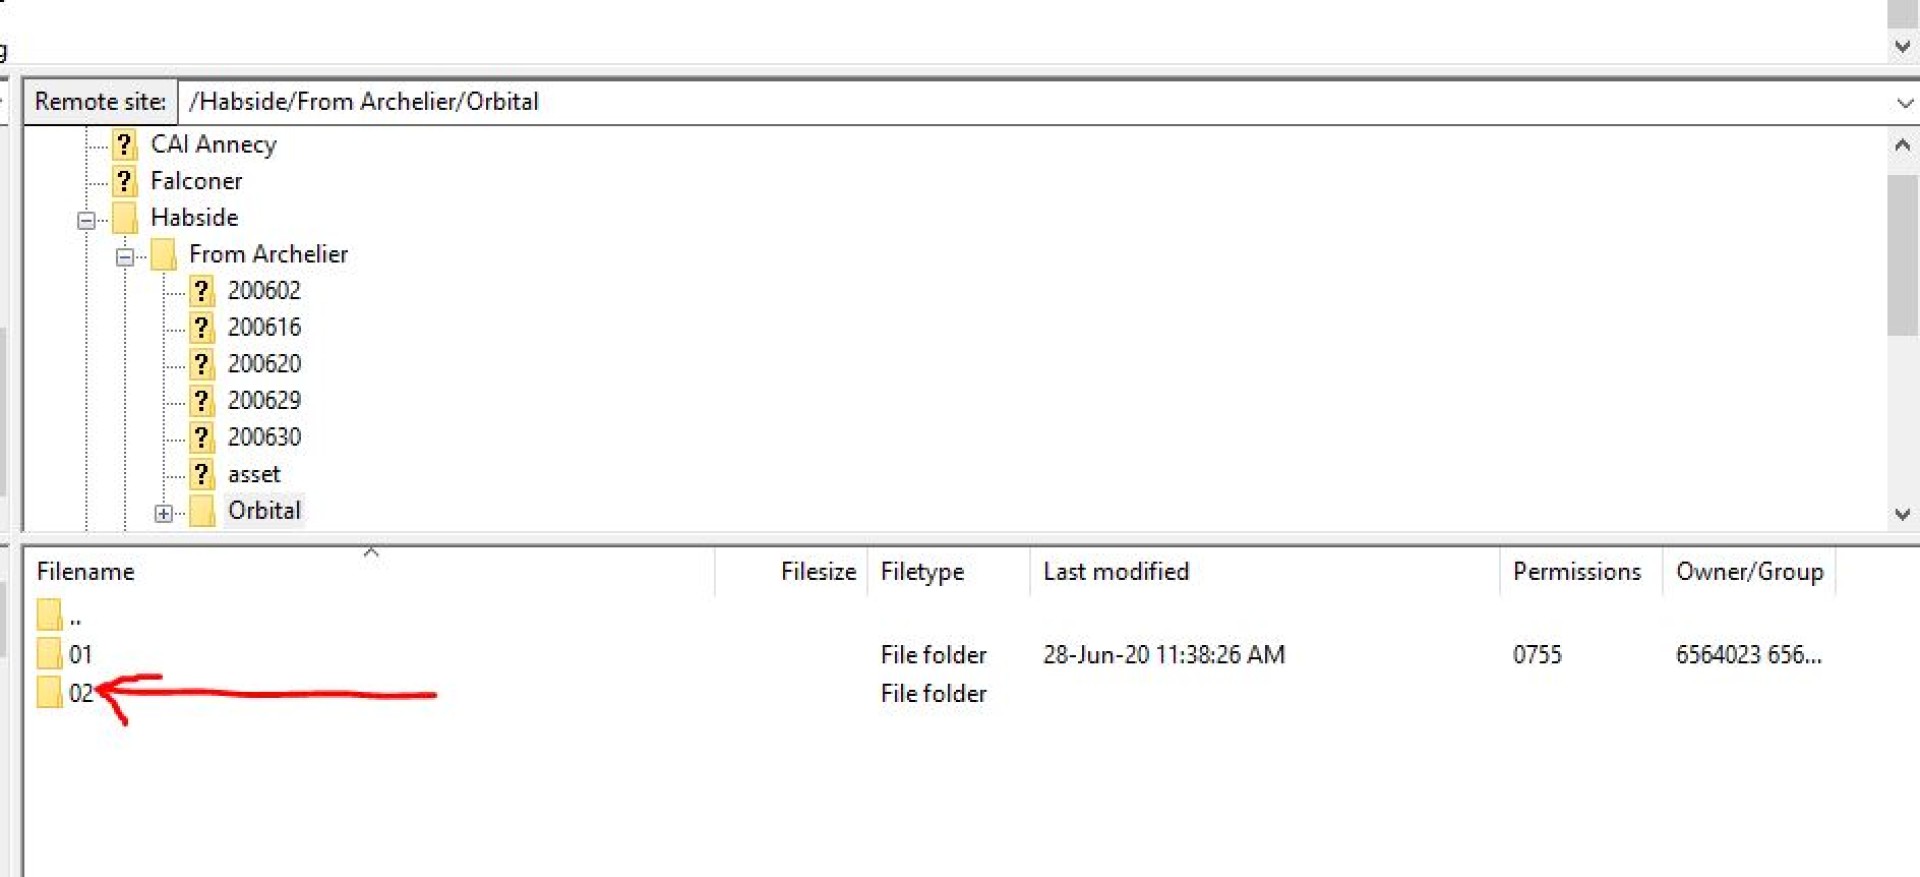 Remote site: /Habside/From Archelier/Orbital
CAI Annecy
Falconer
Habside
From Archelier
200602
200616
200620
200629
200630
asset
Orbital
Filename Filesize Filetype Last modified Permissions Owner/Group
..
01 File folder 28-Jun-20 11:38:26 AM 0755 6564023 656...
02 File folder